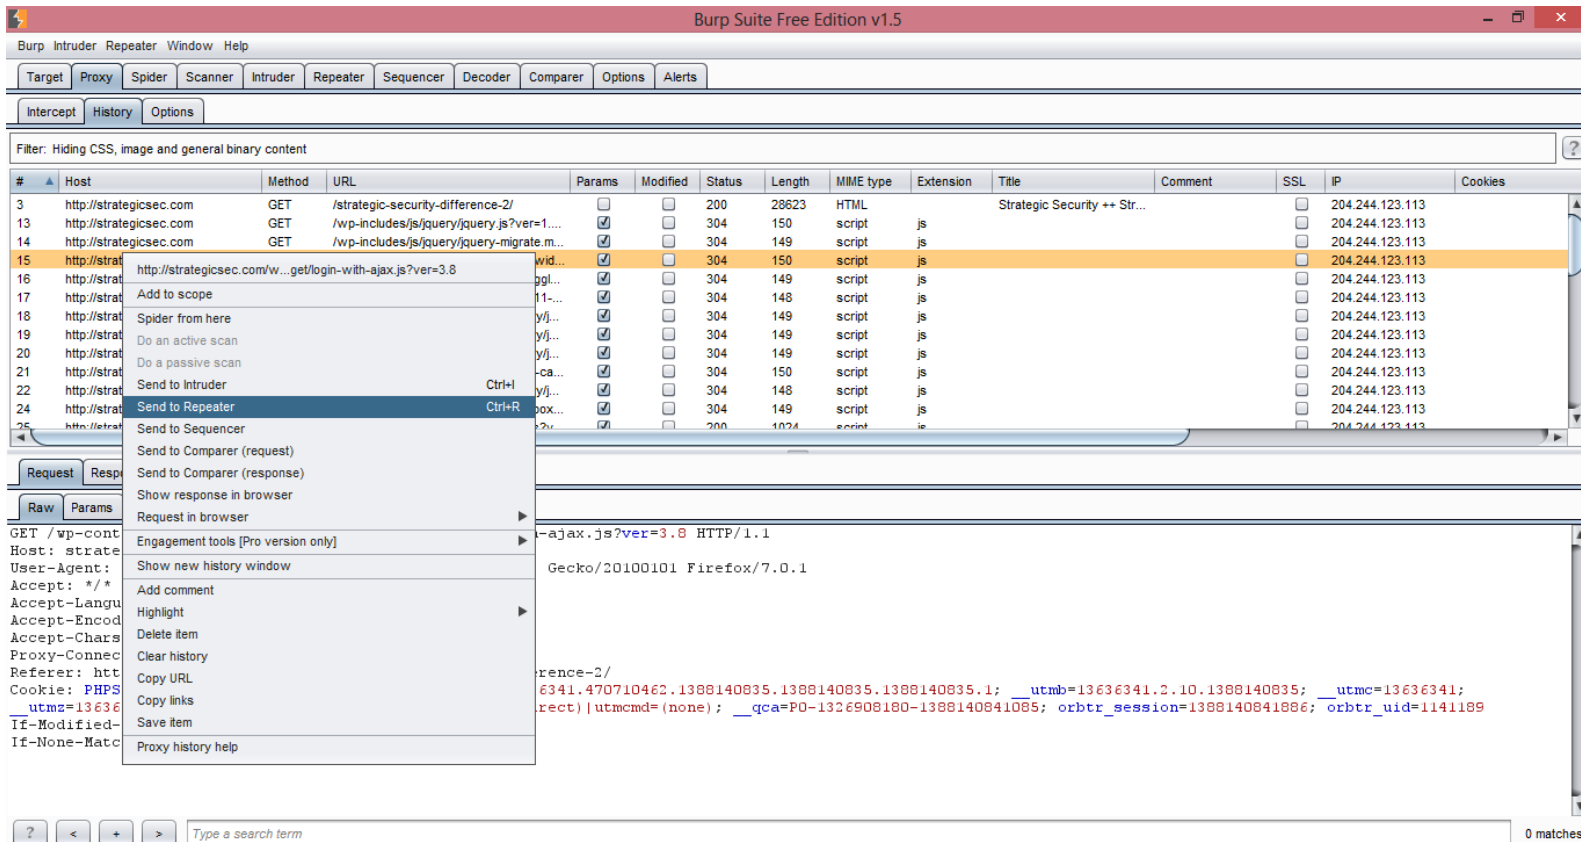 Burp Suite Free Edition v1.5
Burp Intruder Repeater Window Help
Target Proxy Spider Scanner Intruder Repeater Sequencer Decoder Comparer Options Alerts
Intercept History Options
Filter: Hiding CSS, image and general binary content ?
# Host Method URL Params Modified Status Length MIME type Extension Title Comment SSL IP Cookies
3 http://strategicsec.com GET /strategic-security-difference-2/ 200 28623 HTML Strategic Security ++ Str... 204.244.123.113
13 http://strategicsec.com GET /wp-includes/js/jquery/jquery.js?ver=1.... 304 150 script js 204.244.123.113
14 http://strategicsec.com GET /wp-includes/js/jquery/jquery-migrate.m... 304 149 script js 204.244.123.113
15 http://strat wid... 304 150 script js 204.244.123.113
16 http://strat ggl... 304 149 script js 204.244.123.113
17 http://strat 11-... 304 148 script js 204.244.123.113
18 http://strat y/j... 304 149 script js 204.244.123.113
19 http://strat y/j... 304 149 script js 204.244.123.113
20 http://strat y/j... 304 149 script js 204.244.123.113
21 http://strat -ca... 304 150 script js 204.244.123.113
22 http://strat y/j... 304 148 script js 204.244.123.113
24 http://strat box... 304 149 script js 204.244.123.113
25 http://strat ?v... 200 1024 script js 204.244.123.113
http://strategicsec.com/w...get/login-with-ajax.js?ver=3.8
Add to scope
Spider from here
Do an active scan
Do a passive scan
Send to Intruder Ctrl+I
Send to Repeater Ctrl+R
Send to Sequencer
Send to Comparer (request)
Send to Comparer (response)
Show response in browser
Request in browser
Engagement tools [Pro version only]
Show new history window
Add comment
Highlight
Delete item
Clear history
Copy URL
Copy links
Save item
Proxy history help
Request Resp
Raw Params
GET /wp-cont -ajax.js?ver=3.8 HTTP/1.1
Host: strate
User-Agent: Gecko/20100101 Firefox/7.0.1
Accept: */*
Accept-Langu
Accept-Encod
Accept-Chars
Proxy-Connec
Referer: htt rence-2/
Cookie: PHPS 6341.470710462.1388140835.1388140835.1388140835.1; __utmb=13636341.2.10.1388140835; __utmc=13636341;
__utmz=13636 rect)|utmcmd=(none); __qca=P0-1326908180-1388140841085; orbtr_session=1388140841886; orbtr_uid=1141189
If-Modified-
If-None-Matc
? < + > Type a search term 0 matches